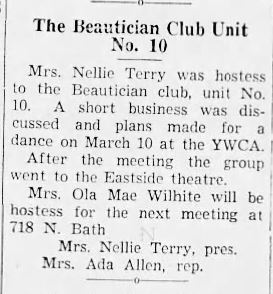 The Beautician Club Unit
No. 10
Mrs. Nellie Terry was hostess
to the Beautician club, unit No.
10. A short business was dis-
cussed and plans made for a
dance on March 10 at the YWCA.
After the meeting the group
went to the Eastside theatre.
Mrs. Ola Mae Wilhite will be
hostess for the next meeting at
718 N. Bath
Mrs. Nellie Terry, pres.
Mrs. Ada Allen, rep.